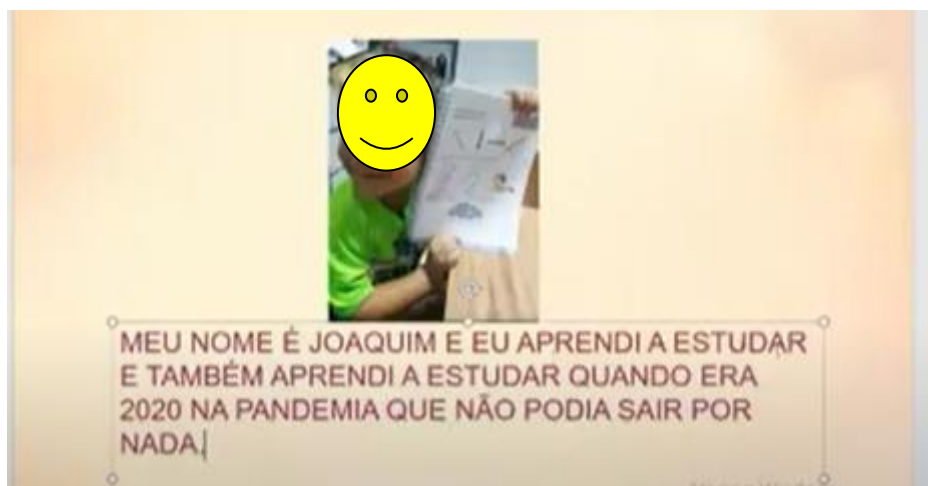 MEU NOME É JOAQUIM E EU APRENDI A ESTUDAR
E TAMBÉM APRENDI A ESTUDAR QUANDO ERA
2020 NA PANDEMIA QUE NÃO PODIA SAIR POR
NADA.